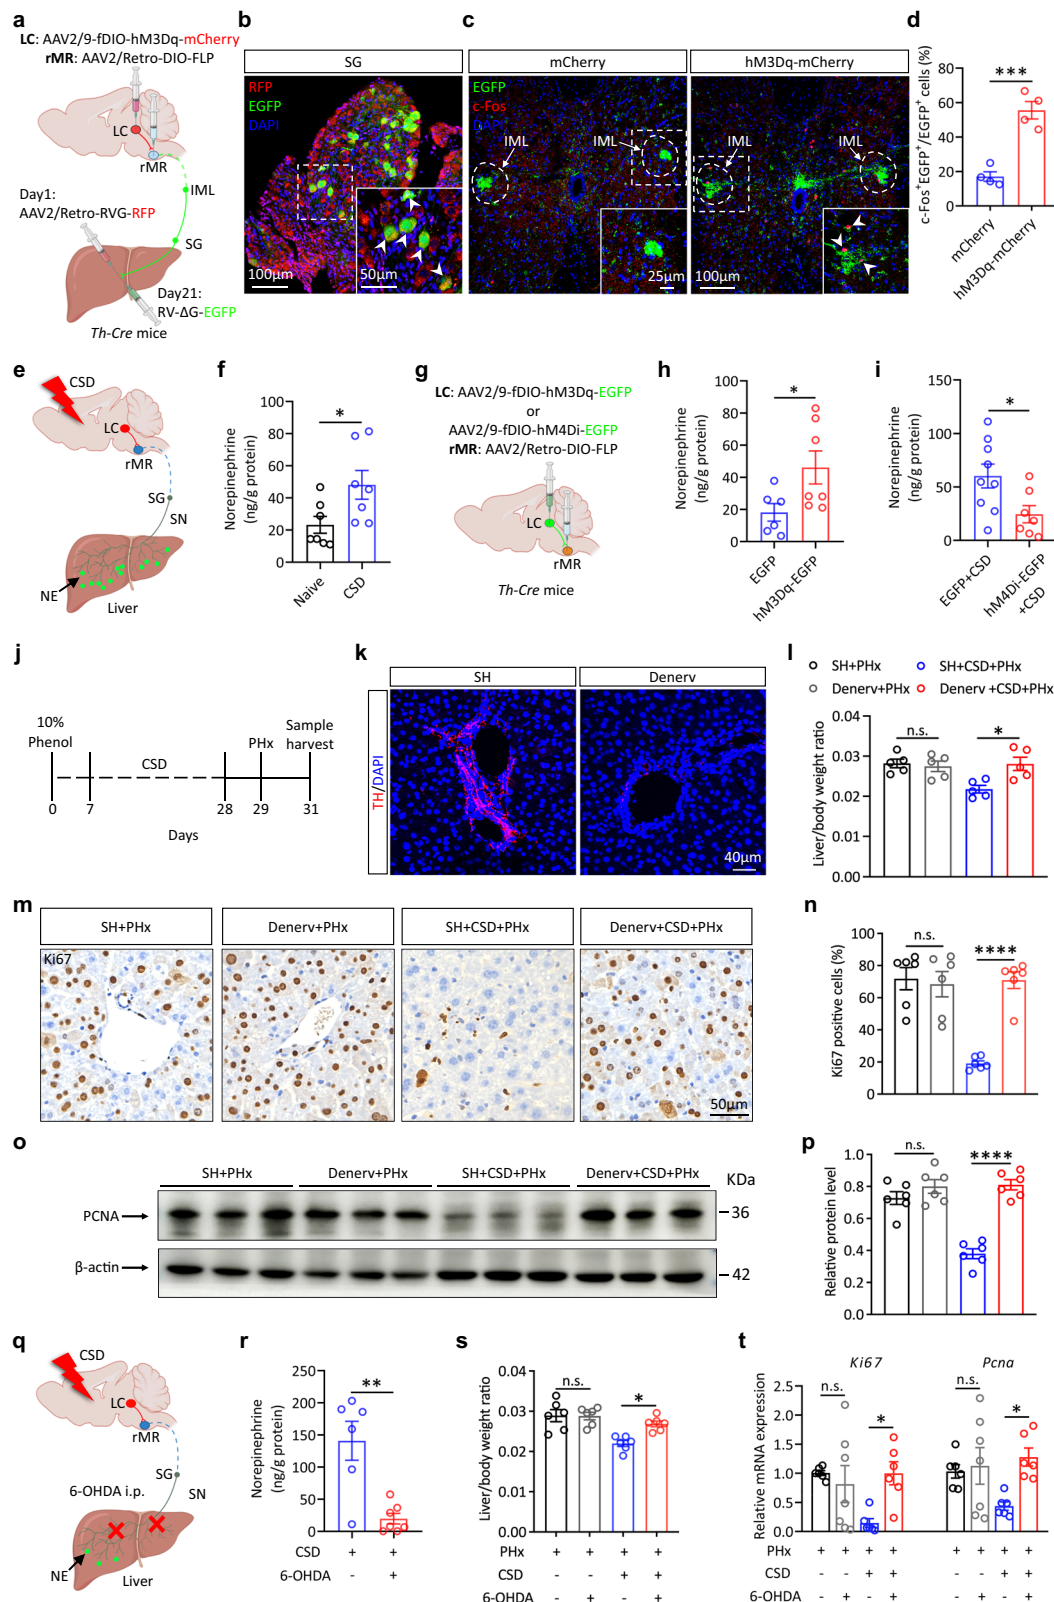 a
LC: AAV2/9-fDIO-hM3Dq-mCherry
rMR: AAV2/Retro-DIO-FLP
LC
rMR
IML
SG
Day1:
AAV2/Retro-RVG-RFP
Day21:
RV-ΔG-EGFP
Th-Cre mice
b
SG
RFP
EGFP
DAPI
100μm
50μm
c
mCherry
hM3Dq-mCherry
EGFP
c-Fos
DAPI
IML
IML
IML
IML
25μm
100μm
d
c-Fos⁺EGFP⁺/EGFP⁺ cells (%)
80
60
40
20
0
***
mCherry
hM3Dq-mCherry
e
CSD
LC
rMR
SG
SN
NE
Liver
f
Norepinephrine
(ng/g protein)
100
80
60
40
20
0
*
Naive
CSD
g
LC: AAV2/9-fDIO-hM3Dq-EGFP
or
AAV2/9-fDIO-hM4Di-EGFP
rMR: AAV2/Retro-DIO-FLP
LC
rMR
Th-Cre mice
h
Norepinephrine
(ng/g protein)
100
80
60
40
20
0
*
EGFP
hM3Dq-EGFP
i
Norepinephrine
(ng/g protein)
150
100
50
0
*
EGFP+CSD
hM4Di-EGFP
+CSD
j
10%
Phenol
CSD
PHx
Sample
harvest
0 7 28 29 31
Days
k
SH
Denerv
TH/DAPI
40μm
l
SH+PHx
SH+CSD+PHx
Denerv+PHx
Denerv +CSD+PHx
Liver/body weight ratio
0.04
0.03
0.02
0.01
0.00
n.s.
*
m
SH+PHx
Denerv+PHx
SH+CSD+PHx
Denerv+CSD+PHx
Ki67
50μm
n
Ki67 positive cells (%)
100
80
60
40
20
0
n.s.
****
o
SH+PHx
Denerv+PHx
SH+CSD+PHx
Denerv+CSD+PHx
KDa
PCNA
36
β-actin
42
p
Relative protein level
1.0
0.8
0.6
0.4
0.2
0.0
n.s.
****
q
CSD
LC
rMR
SG
SN
6-OHDA i.p.
NE
Liver
r
Norepinephrine
(ng/g protein)
250
200
150
100
50
0
**
CSD + +
6-OHDA - +
s
Liver/body weight ratio
0.04
0.03
0.02
0.01
0.00
n.s.
*
PHx + + + +
CSD - - + +
6-OHDA - + - +
t
Ki67
Pcna
Relative mRNA expression
2.5
2.0
1.5
1.0
0.5
0.0
n.s.
*
n.s.
*
PHx + + + + + + + +
CSD - - + + - - + +
6-OHDA - + - + - + - +